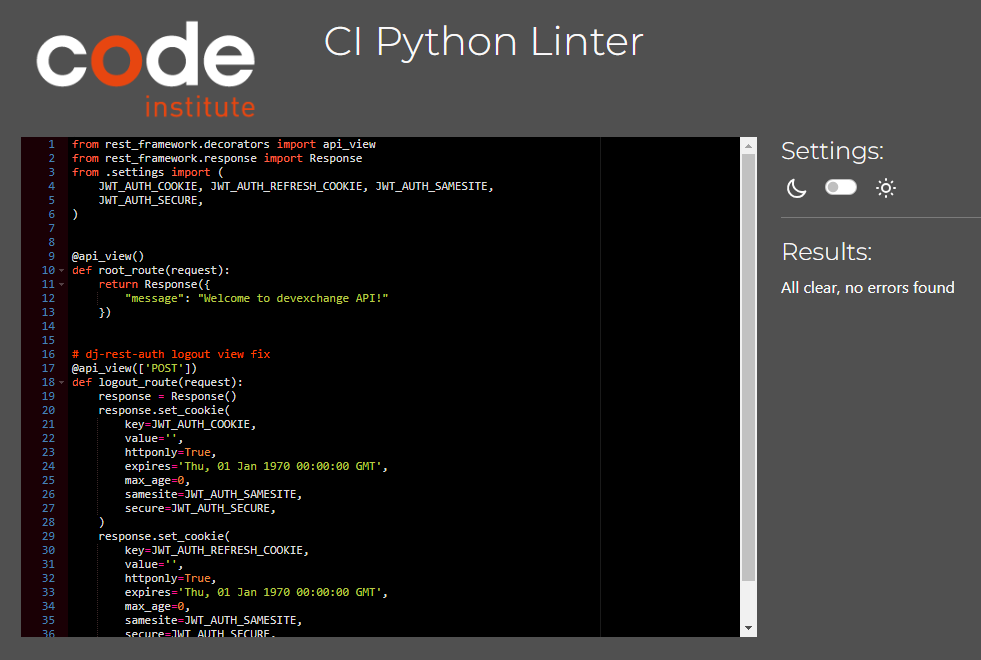 code
institute
CI Python Linter
1 from rest_framework.decorators import api_view
2 from rest_framework.response import Response
3 from .settings import (
4     JWT_AUTH_COOKIE, JWT_AUTH_REFRESH_COOKIE, JWT_AUTH_SAMESITE,
5     JWT_AUTH_SECURE,
6 )
7
8
9 @api_view()
10 def root_route(request):
11     return Response({
12         "message": "Welcome to devexchange API!"
13     })
14
15
16 # dj-rest-auth logout view fix
17 @api_view(['POST'])
18 def logout_route(request):
19     response = Response()
20     response.set_cookie(
21         key=JWT_AUTH_COOKIE,
22         value='',
23         httponly=True,
24         expires='Thu, 01 Jan 1970 00:00:00 GMT',
25         max_age=0,
26         samesite=JWT_AUTH_SAMESITE,
27         secure=JWT_AUTH_SECURE,
28     )
29     response.set_cookie(
30         key=JWT_AUTH_REFRESH_COOKIE,
31         value='',
32         httponly=True,
33         expires='Thu, 01 Jan 1970 00:00:00 GMT',
34         max_age=0,
35         samesite=JWT_AUTH_SAMESITE,
36         secure=JWT_AUTH_SECURE,
Settings:
Results:
All clear, no errors found